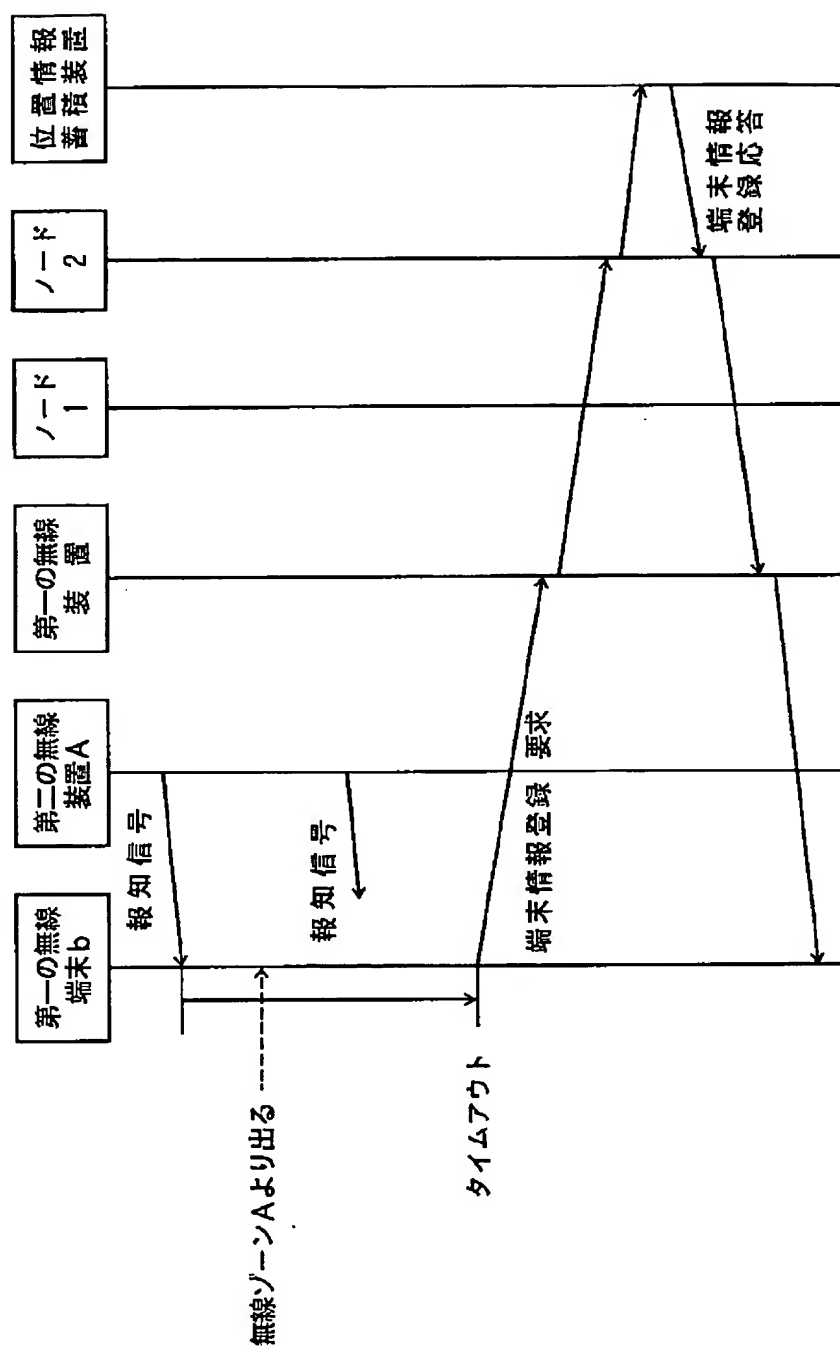 第一の無線
端末b
第二の無線
装置A
第一の無線
装置
ノード
1
ノード
2
位置情報
蓄積装置
報知信号
無線ゾーンAより出る
報知信号
タイムアウト
端末情報登録 要求
端末情報
登録応答